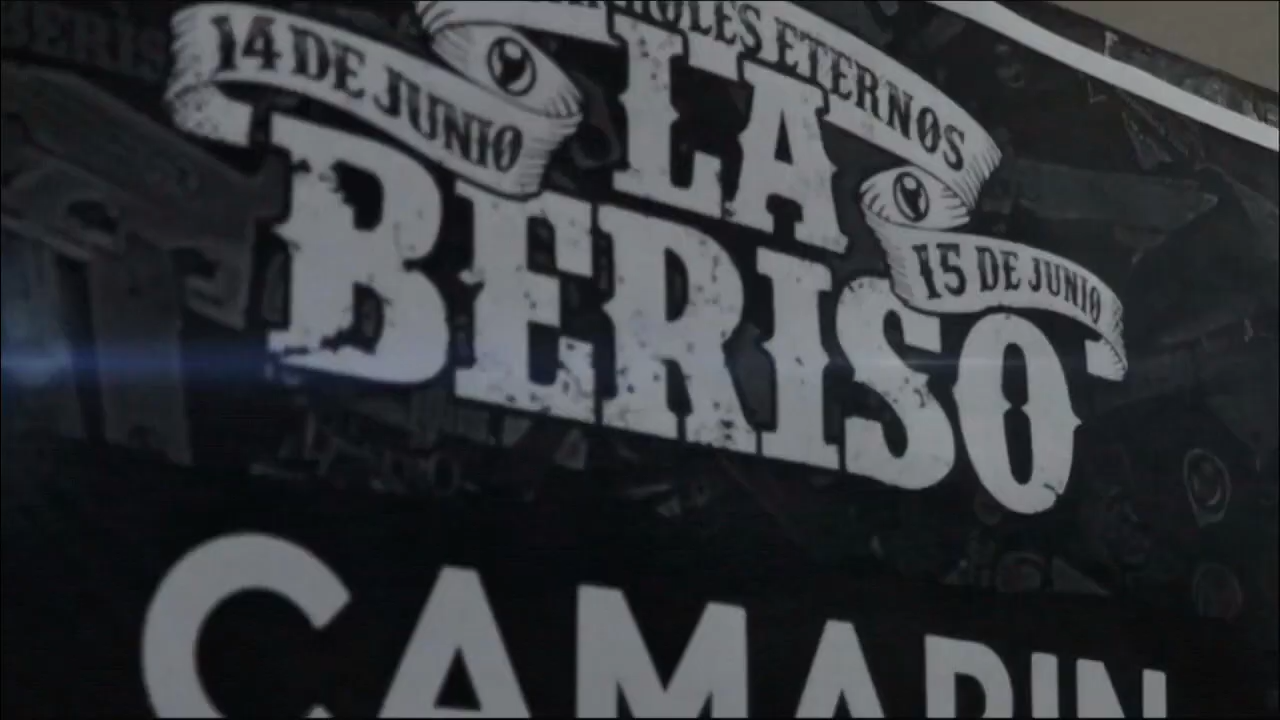 ETERNOS
14 DE JUNIO
LA
15 DE JUNIO
BERISO
CAMARIN